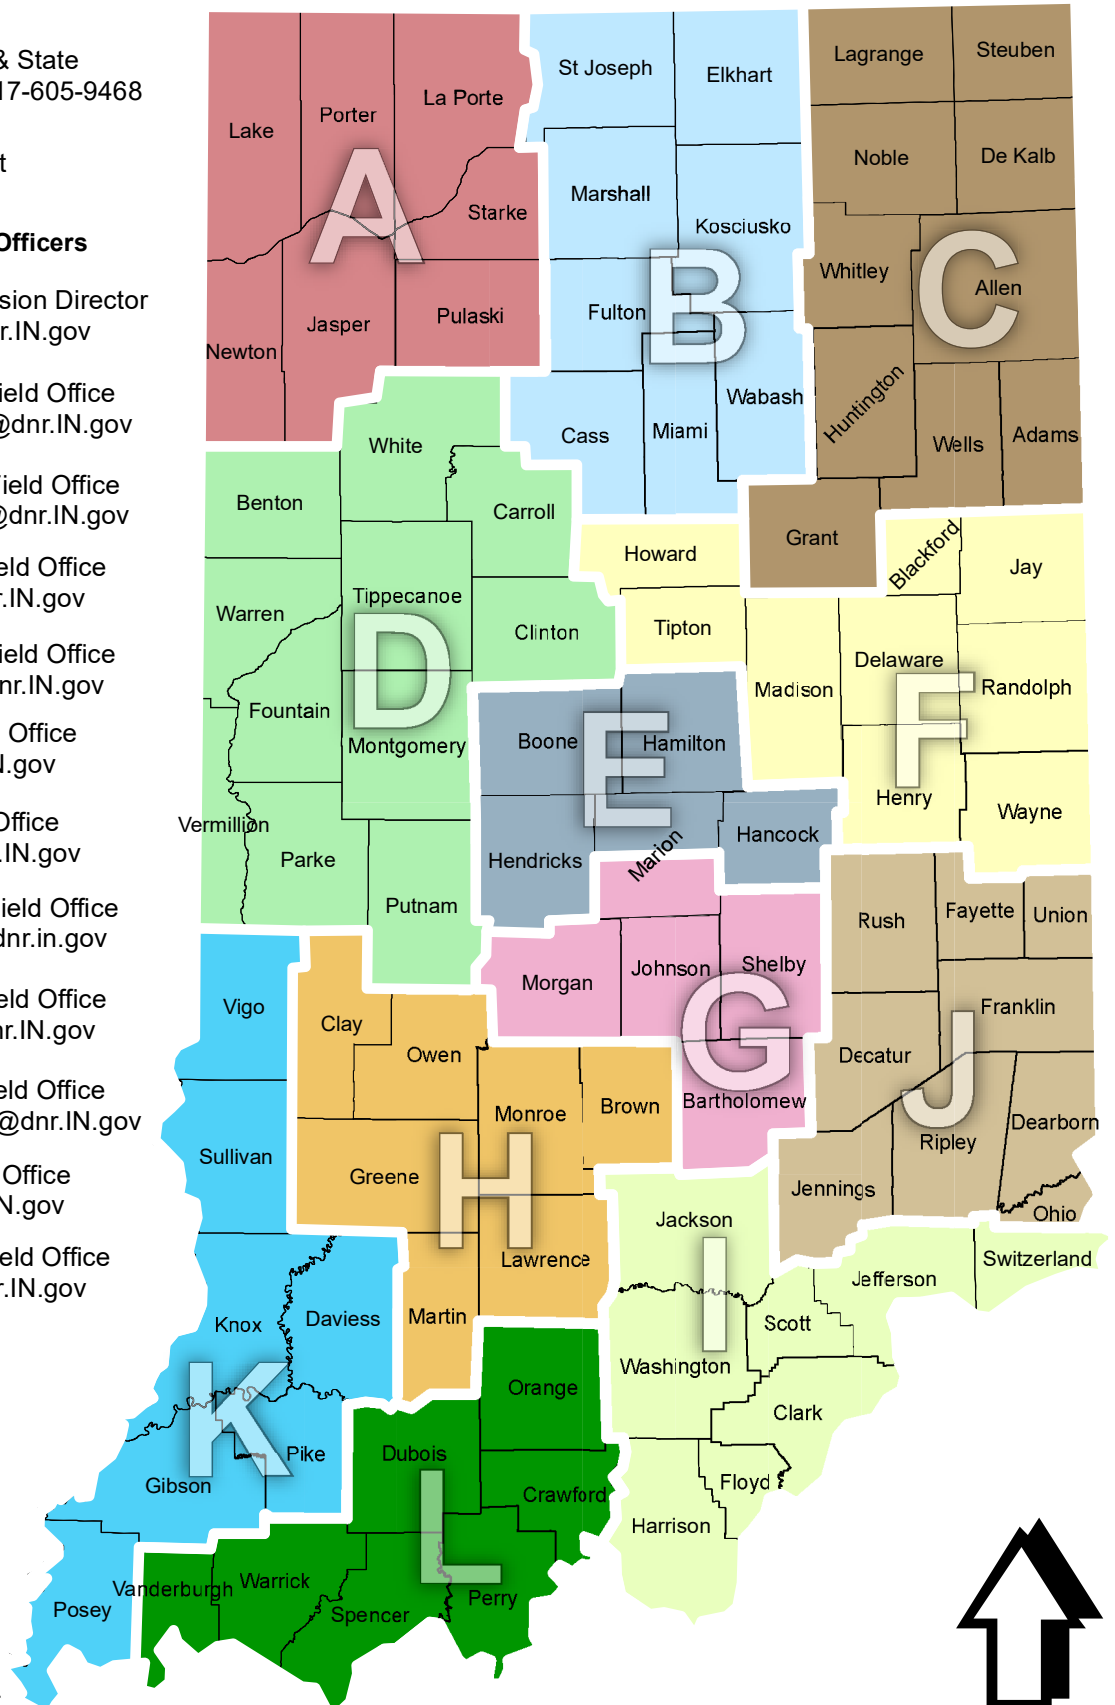 & State
17-605-9468
t
Officers
sion Director
r.IN.gov
ield Office
@dnr.IN.gov
Field Office
@dnr.IN.gov
eld Office
r.IN.gov
ield Office
nr.IN.gov
Office
N.gov
Office
.IN.gov
ield Office
dnr.in.gov
eld Office
nr.IN.gov
eld Office
@dnr.IN.gov
Office
N.gov
eld Office
r.IN.gov
Lake
Porter
La Porte
Starke
A
Newton
Jasper
Pulaski
St Joseph
Elkhart
Marshall
Kosciusko
B
Fulton
Wabash
Cass
Miami
Lagrange
Steuben
Noble
De Kalb
Whitley
C
Allen
Huntington
Wells
Adams
Grant
White
Benton
Carroll
Warren
Tippecanoe
Clinton
D
Fountain
Montgomery
Vermillion
Parke
Putnam
Howard
Blackford
Jay
Tipton
Madison
Delaware
Randolph
F
Henry
Wayne
Boone
Hamilton
E
Hendricks
Marion
Hancock
Morgan
Johnson
Shelby
G
Bartholomew
Rush
Fayette
Union
Franklin
Decatur
J
Ripley
Dearborn
Jennings
Ohio
Clay
Owen
Monroe
Brown
Greene
H
Lawrence
Martin
Jackson
I
Jefferson
Switzerland
Scott
Washington
Clark
Floyd
Harrison
Vigo
Sullivan
Knox
Daviess
K
Pike
Gibson
Posey
Orange
Dubois
Crawford
L
Vanderburgh
Warrick
Spencer
Perry